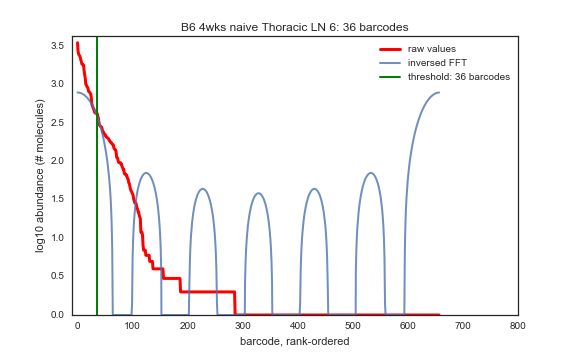 B6 4wks naive Thoracic LN 6: 36 barcodes
raw values
inversed FFT
threshold: 36 barcodes
log10 abundance (# molecules)
3.5
3.0
2.5
2.0
1.5
1.0
0.5
0.0
0 100 200 300 400 500 600 700 800
barcode, rank-ordered